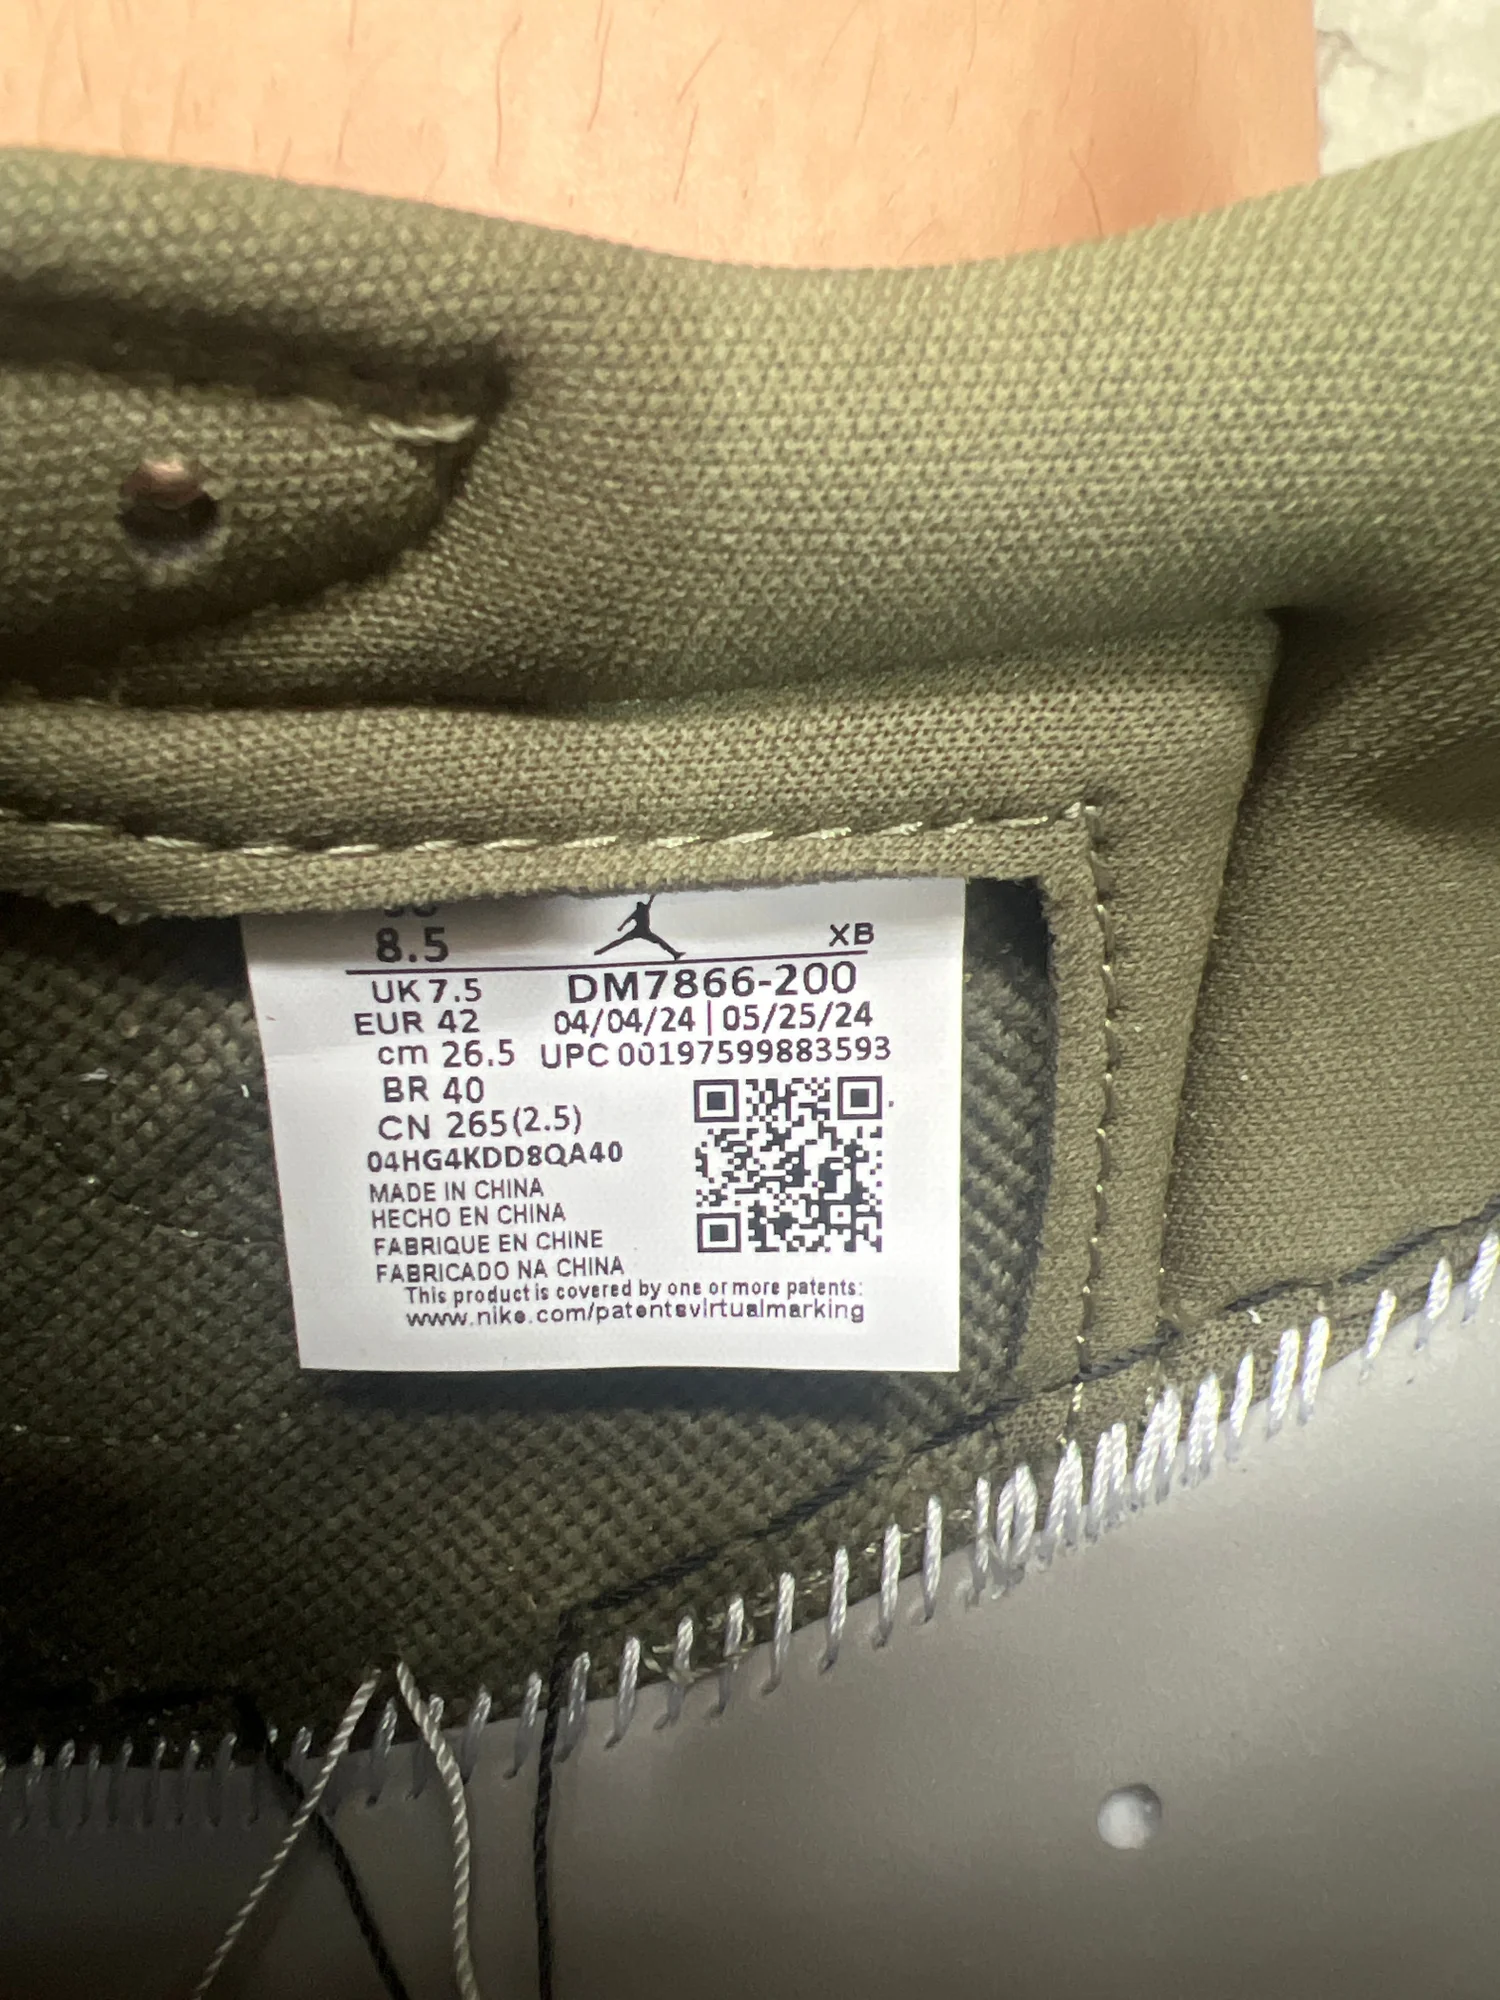 8.5
XB
UK 7.5
DM7866-200
EUR 42
04/04/24 | 05/25/24
cm 26.5
UPC 00197599883593
BR 40
CN 265(2.5)
04HG4KDD8QA40
MADE IN CHINA
HECHO EN CHINA
FABRIQUE EN CHINE
FABRICADO NA CHINA
This product is covered by one or more patents:
www.nike.com/patentsvirtualmarking